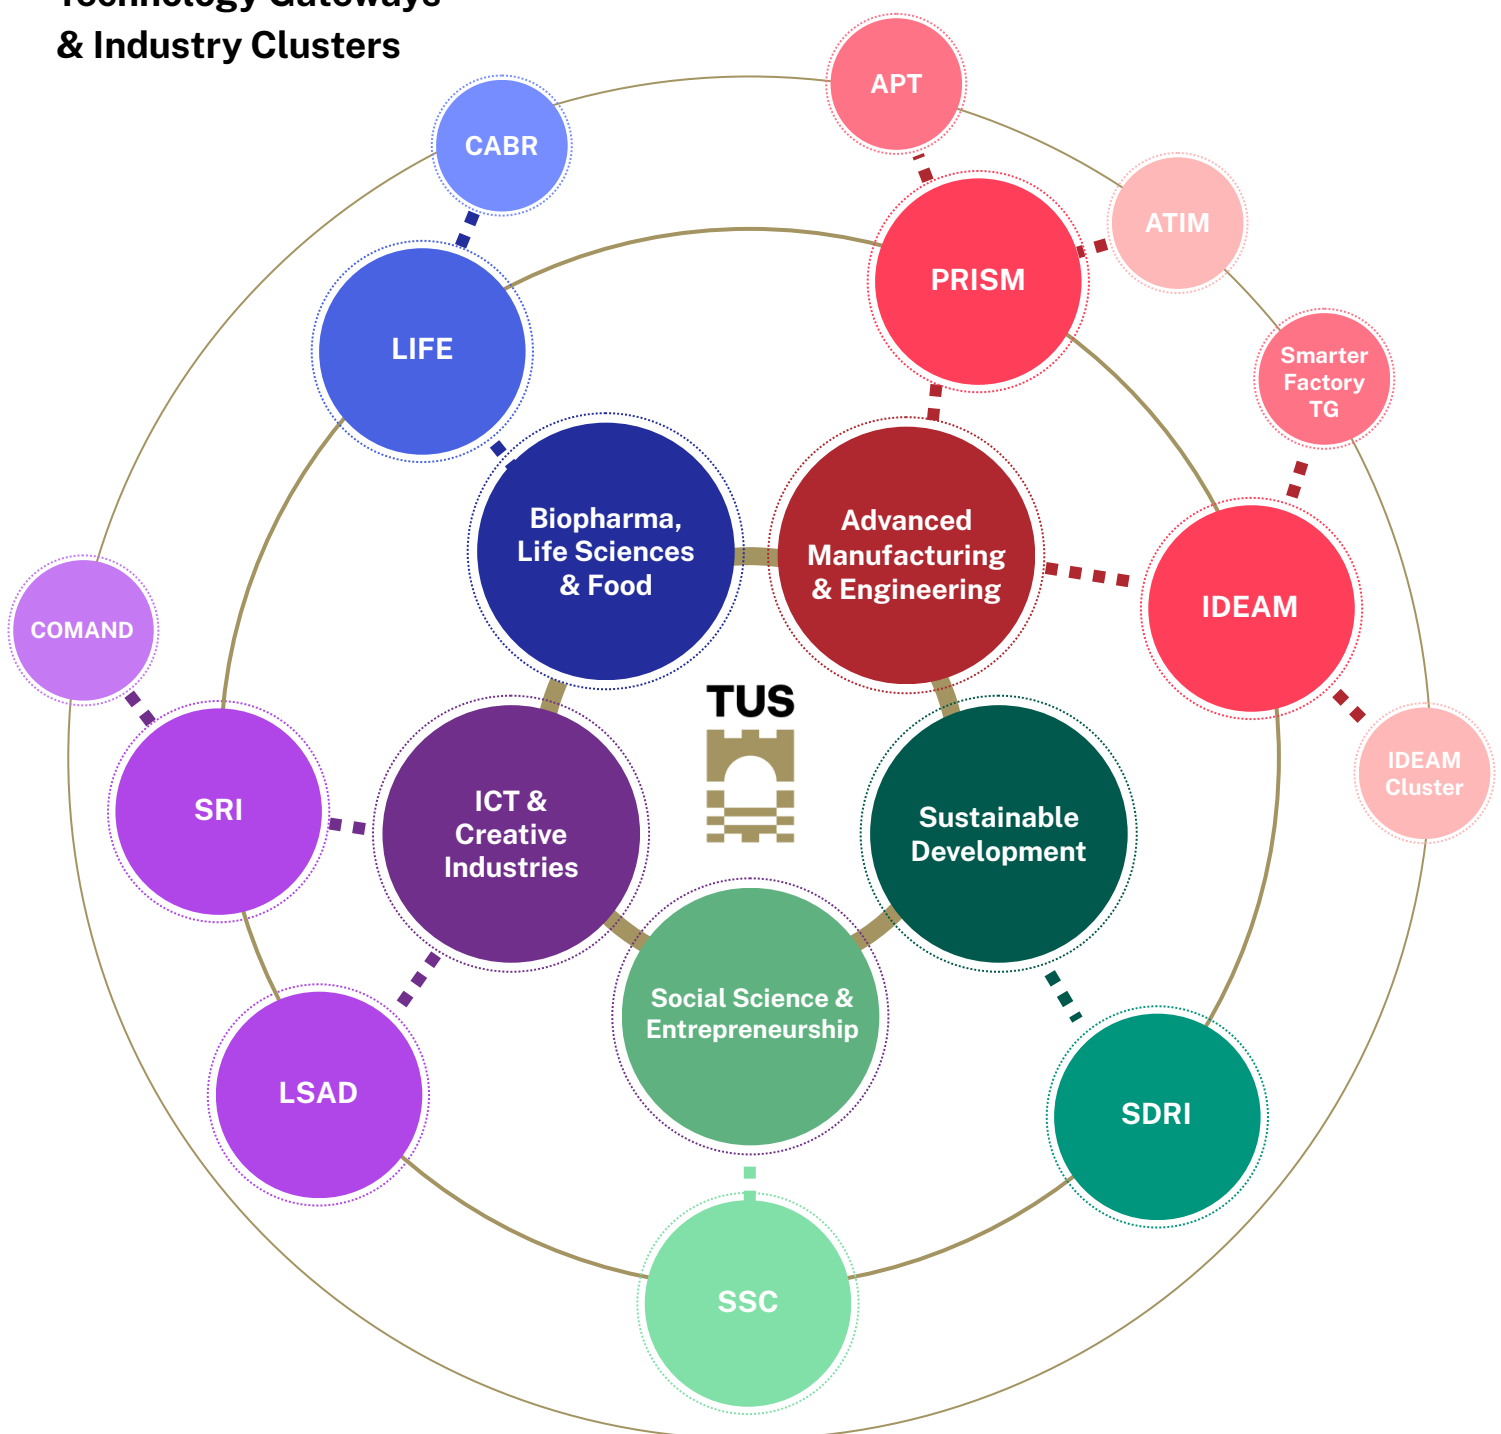 Technology Gateways
& Industry Clusters
APT
CABR
ATIM
PRISM
LIFE
Smarter
Factory
TG
Biopharma,
Life Sciences
& Food
Advanced
Manufacturing
& Engineering
IDEAM
COMAND
TUS
IDEAM
Cluster
SRI
ICT &
Creative
Industries
Sustainable
Development
Social Science &
Entrepreneurship
LSAD
SDRI
SSC